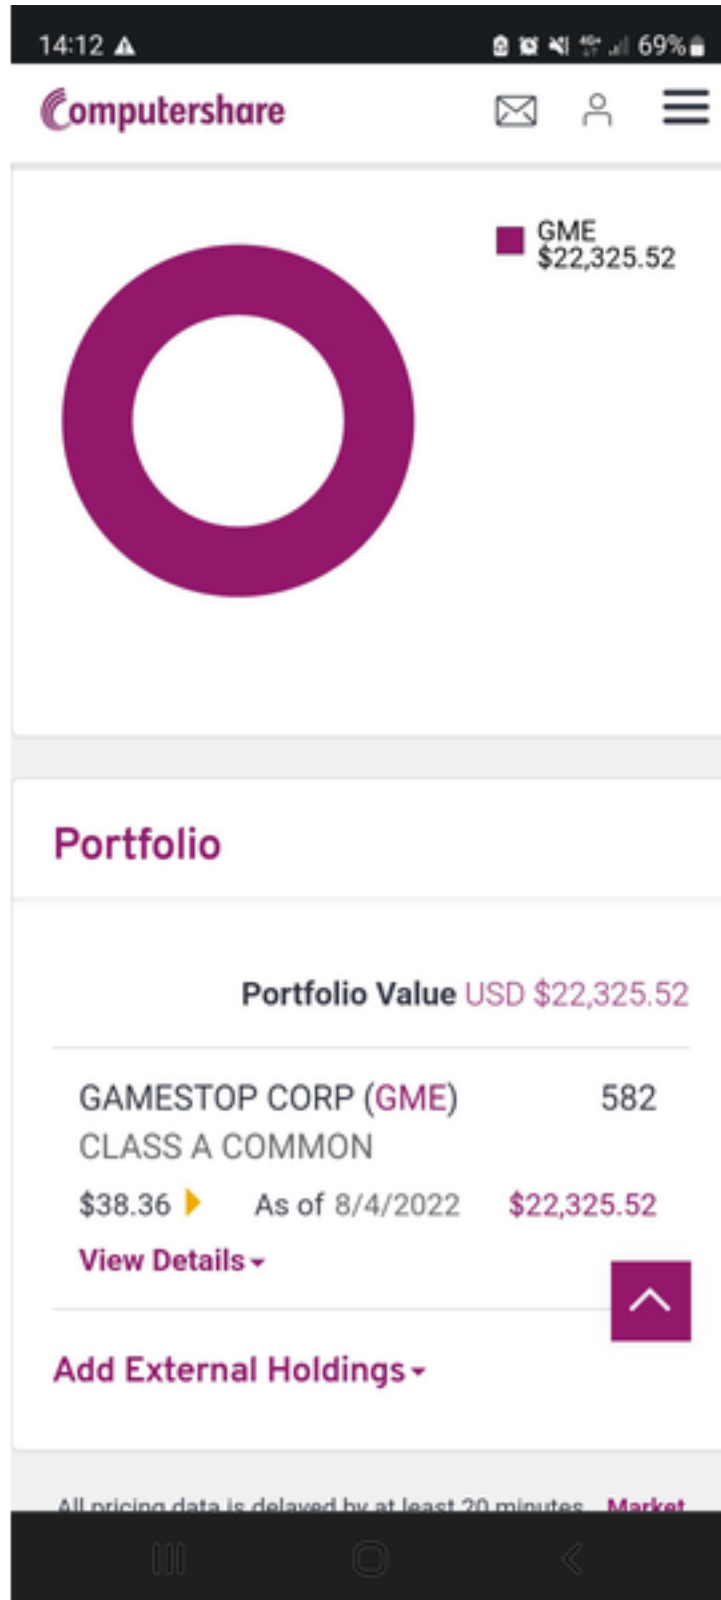 14:12
4G+ 69%
Computershare
GME
$22,325.52
Portfolio
Portfolio Value USD $22,325.52
GAMESTOP CORP (GME) 582
CLASS A COMMON
$38.36 As of 8/4/2022 $22,325.52
View Details
Add External Holdings
All pricing data is delayed by at least 20 minutes Market